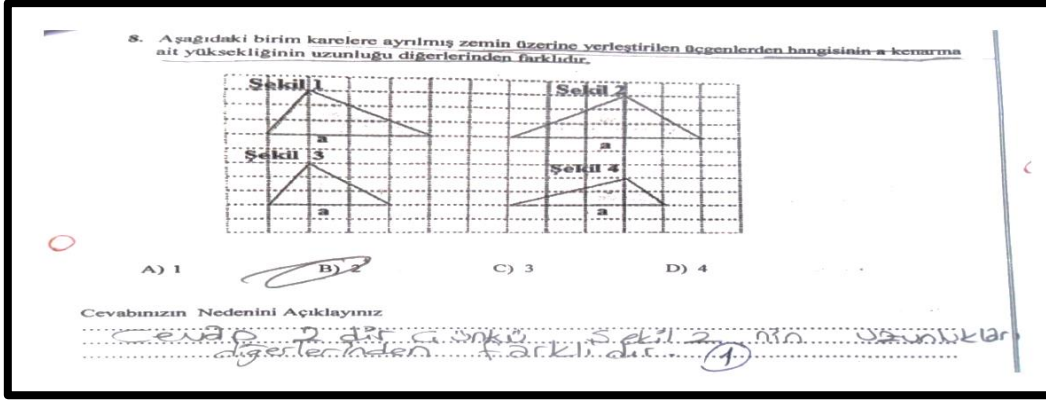 8. Aşağıdaki birim karelere ayrılmış zemin üzerine yerleştirilen üçgenlerden hangisinin a kenarına
ait yüksekliğinin uzunluğu diğerlerinden farklıdır.
Şekil 1 Şekil 2
a a
Şekil 3 Şekil 4
a a
A) 1 B) 2 C) 3 D) 4
Cevabınızın Nedenini Açıklayınız
Cevap 2 dir Çünkü Şekil 2 nin uzunlukları
diğerlerinden farklıdır. 1